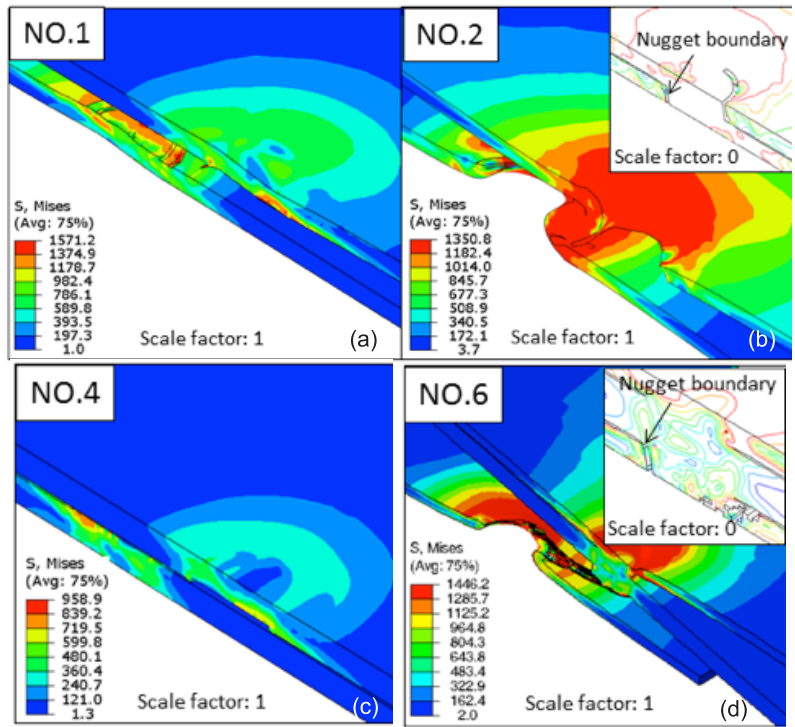 NO.1
S, Mises
(Avg: 75%)
1571.2
1374.9
1178.7
982.4
786.1
589.8
393.5
197.3
1.0
Scale factor: 1
(a)
NO.2
Nugget boundary
Scale factor: 0
S, Mises
(Avg: 75%)
1350.8
1182.4
1014.0
845.7
677.3
508.9
340.5
172.1
3.7
Scale factor: 1
(b)
NO.4
S, Mises
(Avg: 75%)
958.9
839.2
719.5
599.8
480.1
360.4
240.7
121.0
1.3
Scale factor: 1
(c)
NO.6
Nugget boundary
Scale factor: 0
S, Mises
(Avg: 75%)
1446.2
1285.7
1125.2
964.8
804.3
643.8
483.4
322.9
162.4
2.0
Scale factor: 1
(d)